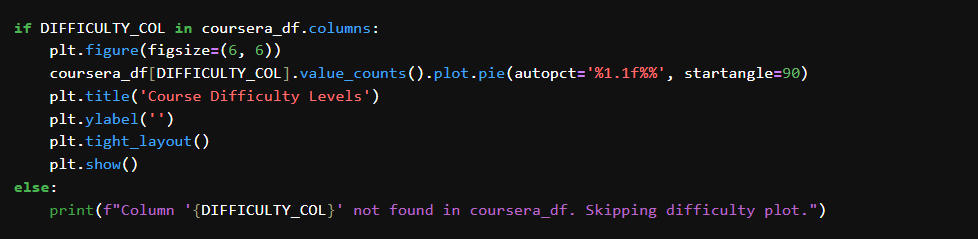 if DIFFICULTY_COL in coursera_df.columns:
    plt.figure(figsize=(6, 6))
    coursera_df[DIFFICULTY_COL].value_counts().plot.pie(autopct='%1.1f%%', startangle=90)
    plt.title('Course Difficulty Levels')
    plt.ylabel('')
    plt.tight_layout()
    plt.show()
else:
    print(f"Column '{DIFFICULTY_COL}' not found in coursera_df. Skipping difficulty plot.")